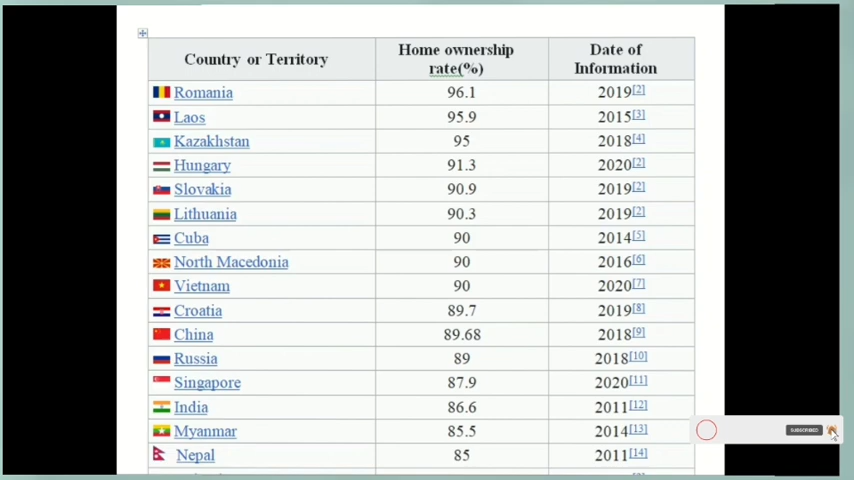 Country or Territory Home ownership rate(%) Date of Information
Romania 96.1 2019[2]
Laos 95.9 2015[3]
Kazakhstan 95 2018[4]
Hungary 91.3 2020[2]
Slovakia 90.9 2019[2]
Lithuania 90.3 2019[2]
Cuba 90 2014[5]
North Macedonia 90 2016[6]
Vietnam 90 2020[7]
Croatia 89.7 2019[8]
China 89.68 2018[9]
Russia 89 2018[10]
Singapore 87.9 2020[11]
India 86.6 2011[12]
Myanmar 85.5 2014[13]
SUBSCRIBED
Nepal 85 2011[14]